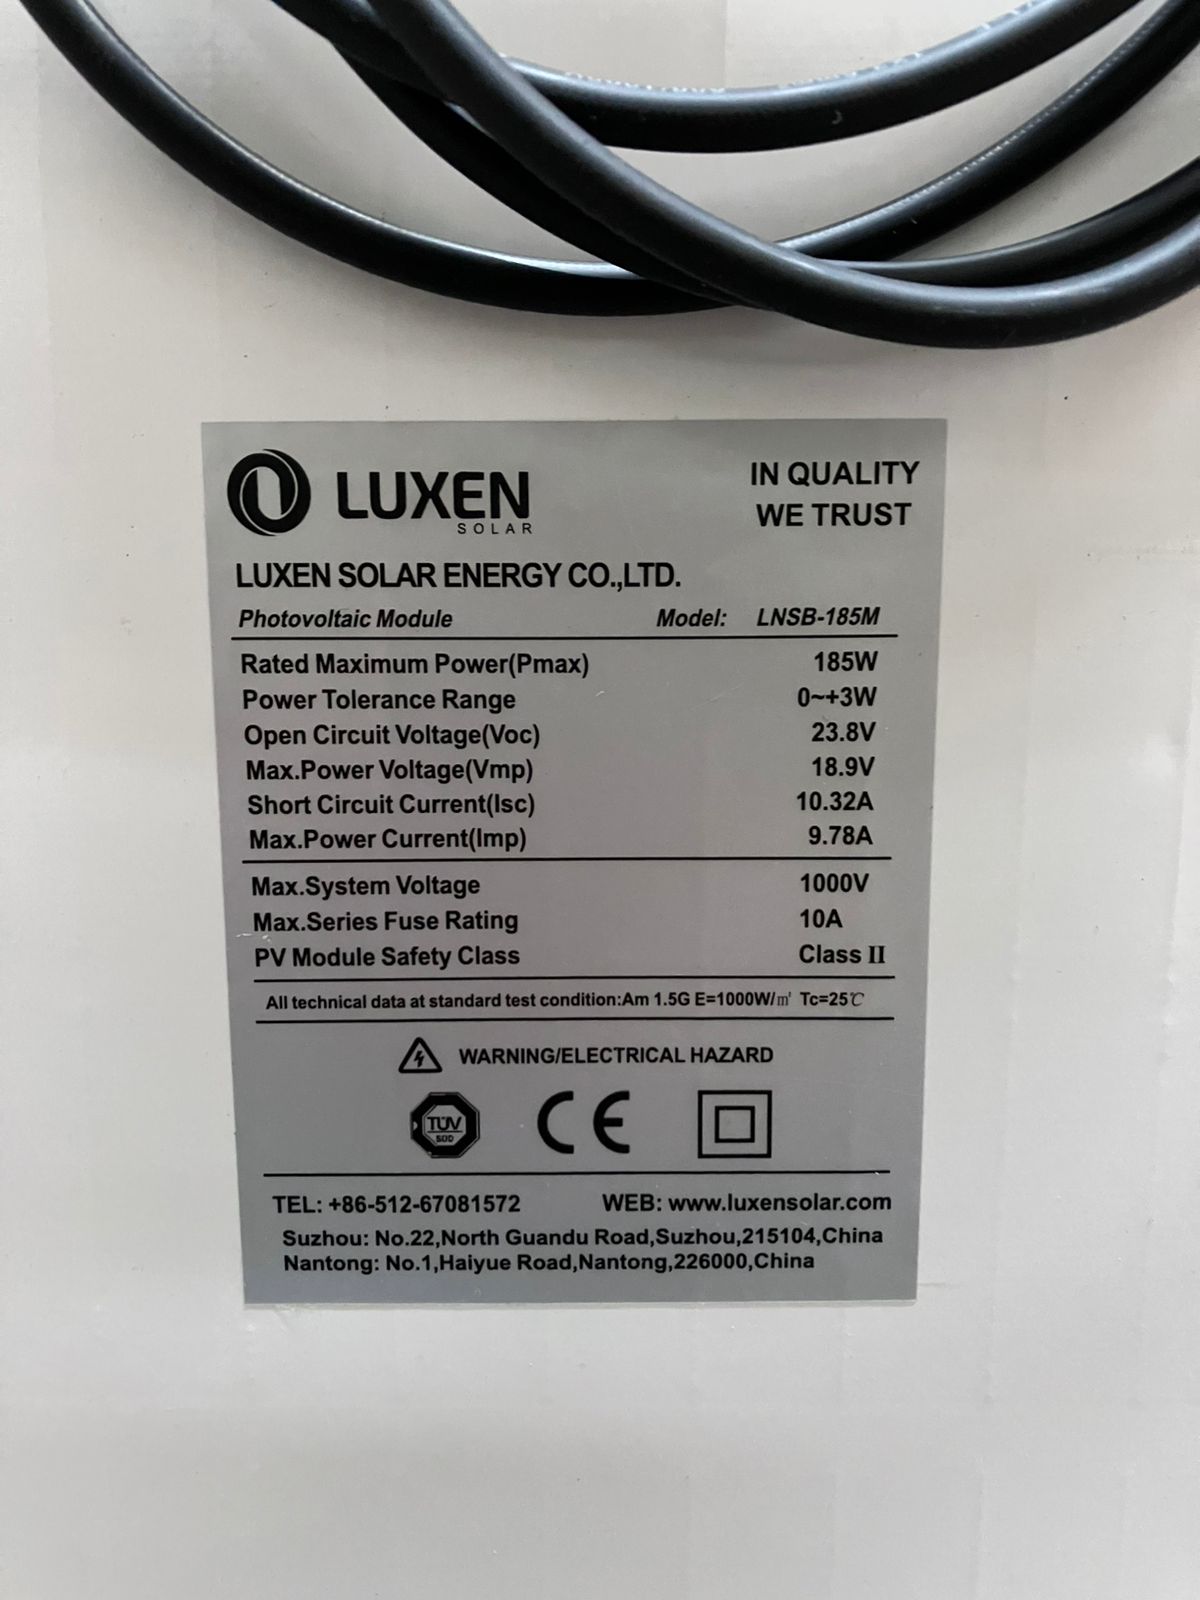 LUXEN
SOLAR
IN QUALITY
WE TRUST
LUXEN SOLAR ENERGY CO.,LTD.
Photovoltaic Module Model: LNSB-185M
Rated Maximum Power(Pmax) 185W
Power Tolerance Range 0~+3W
Open Circuit Voltage(Voc) 23.8V
Max.Power Voltage(Vmp) 18.9V
Short Circuit Current(Isc) 10.32A
Max.Power Current(Imp) 9.78A
Max.System Voltage 1000V
Max.Series Fuse Rating 10A
PV Module Safety Class Class II
All technical data at standard test condition:Am 1.5G E=1000W/㎡ Tc=25℃
WARNING/ELECTRICAL HAZARD
TÜV
SÜD
CE
TEL: +86-512-67081572 WEB: www.luxensolar.com
Suzhou: No.22,North Guandu Road,Suzhou,215104,China
Nantong: No.1,Haiyue Road,Nantong,226000,China